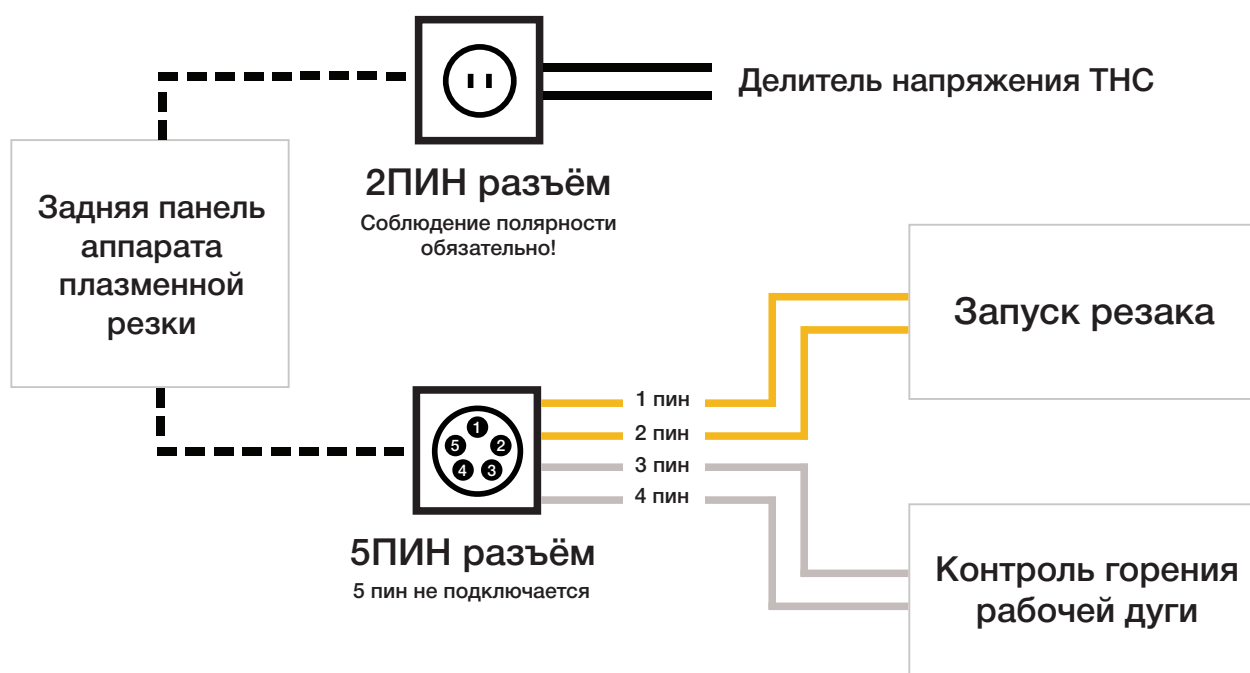 Делитель напряжения ТНС
2ПИН разъём
Соблюдение полярности
обязательно!
Задняя панель
аппарата
плазменной
резки
Запуск резака
1 пин
2 пин
3 пин
4 пин
1
5
2
4
3
5ПИН разъём
5 пин не подключается
Контроль горения
рабочей дуги